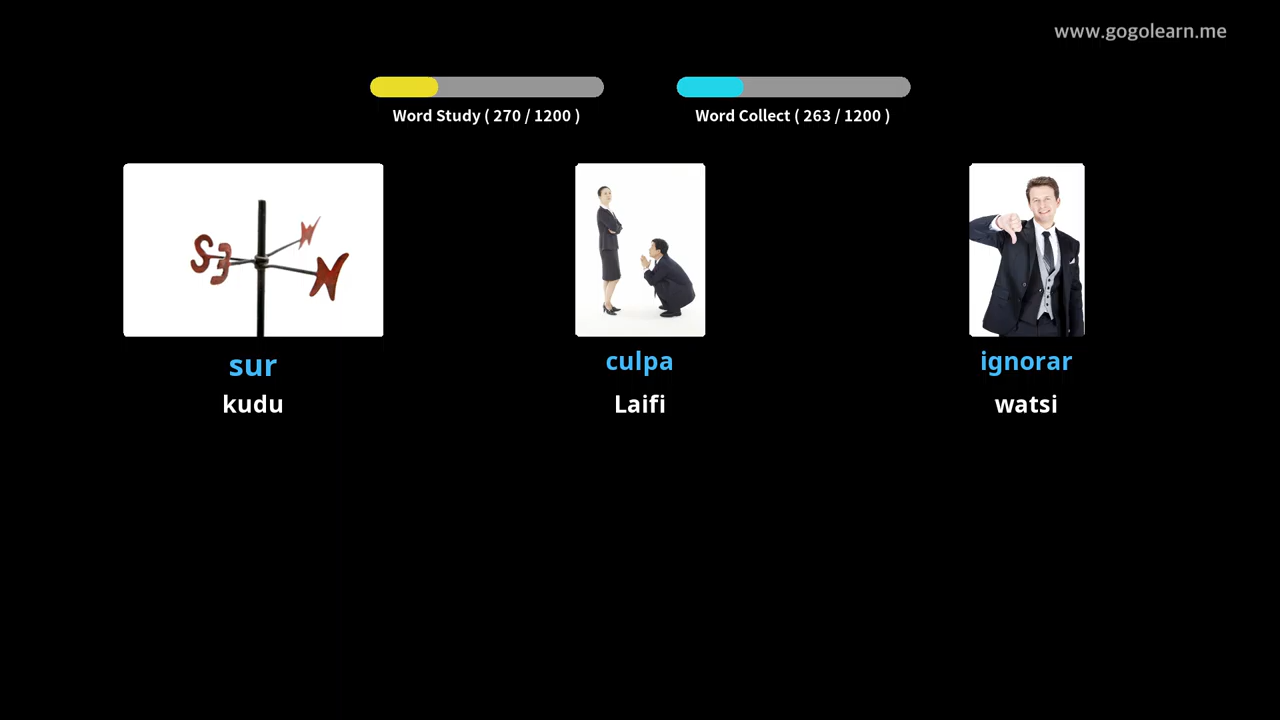 www.gogolearn.me
Word Study ( 270 / 1200 )
Word Collect ( 263 / 1200 )
S E N W
sur
culpa
ignorar
kudu
Laifi
watsi